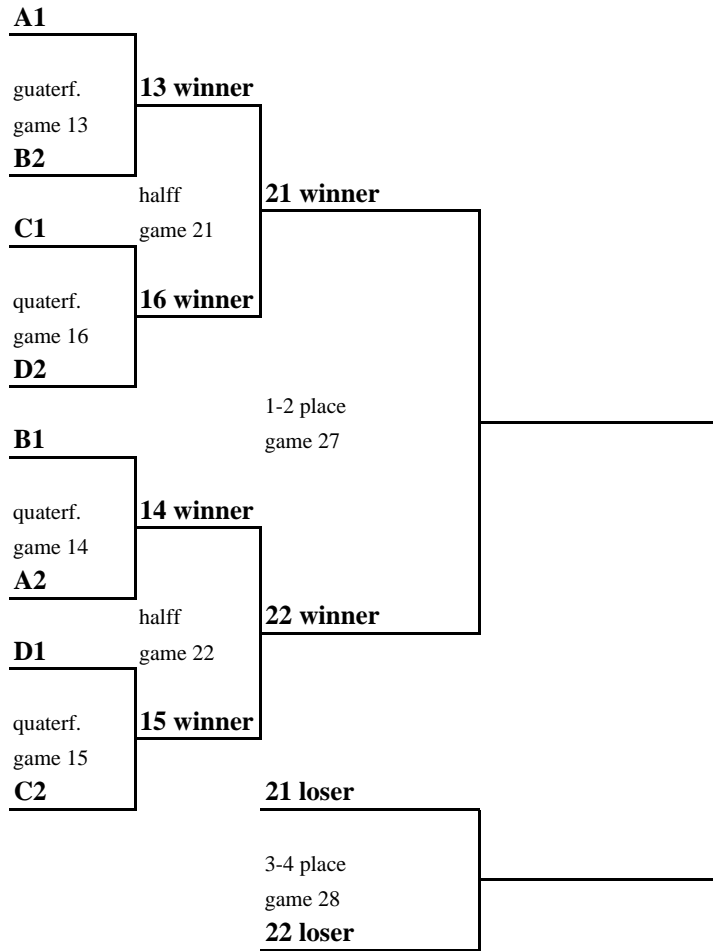 A1
guaterf.
13 winner
game 13
B2
halff
21 winner
C1
game 21
quaterf.
16 winner
game 16
D2
1-2 place
B1
game 27
quaterf.
14 winner
game 14
A2
halff
22 winner
D1
game 22
quaterf.
15 winner
game 15
C2
21 loser
3-4 place
game 28
22 loser